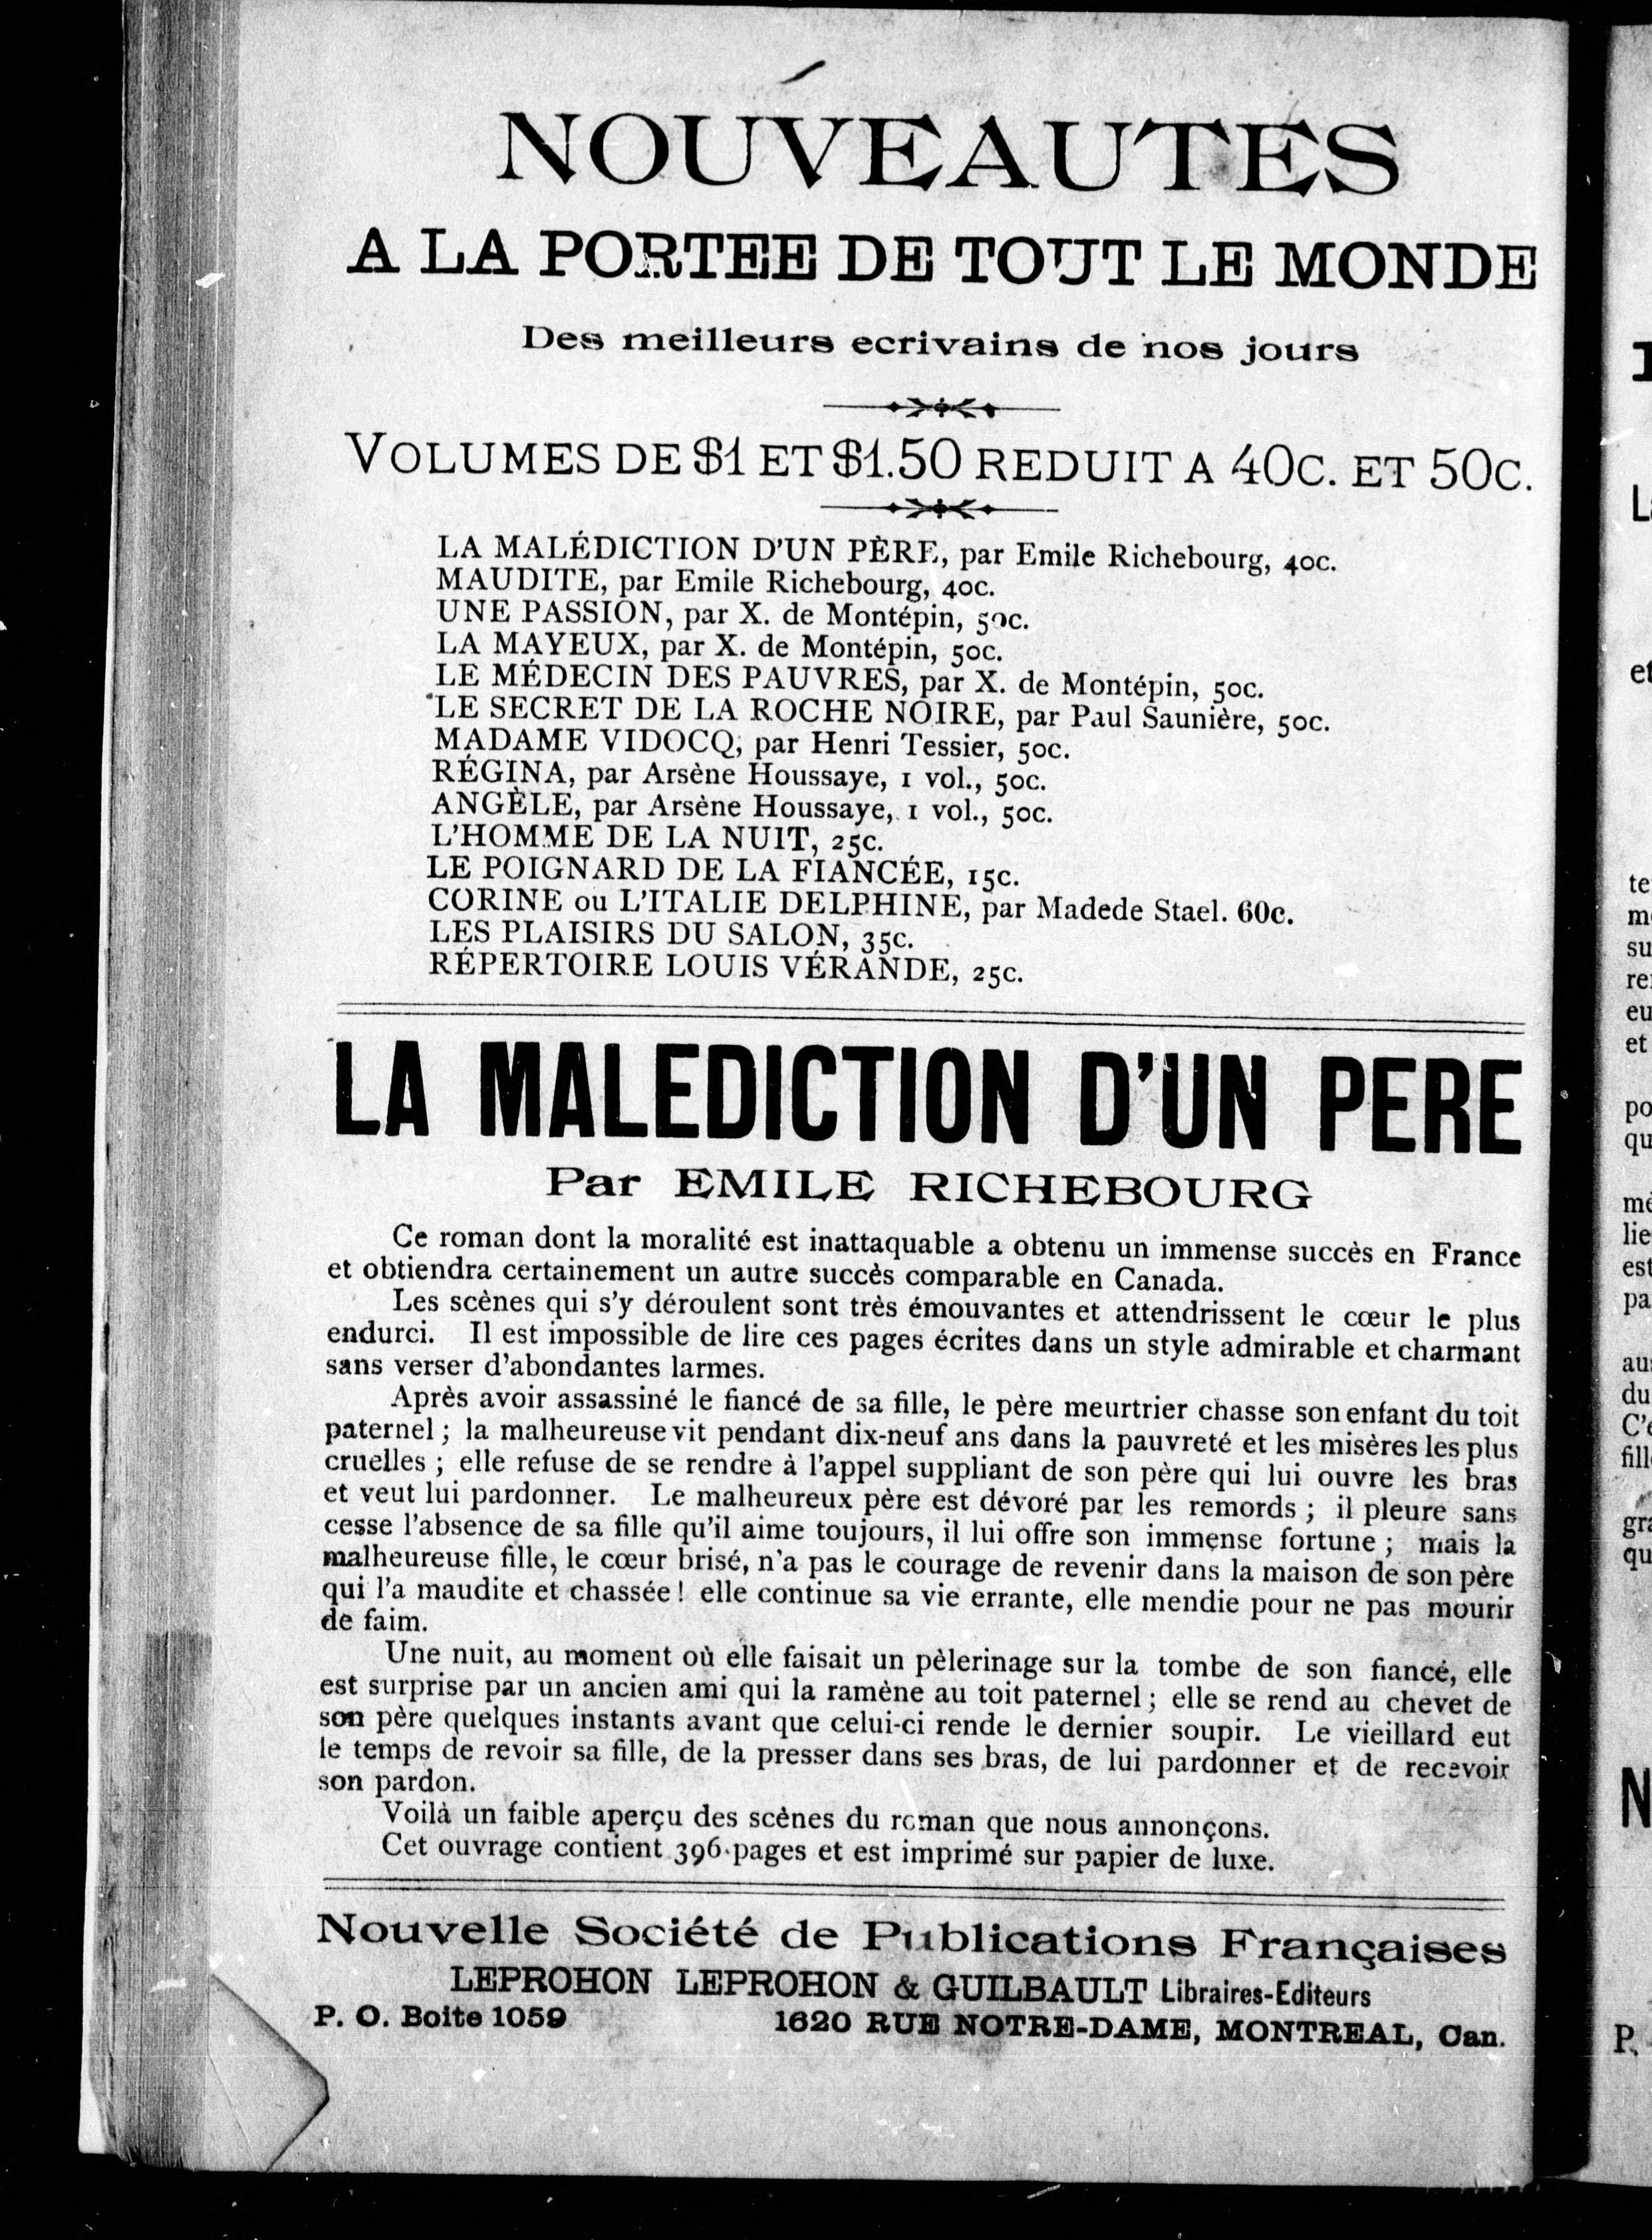 NOUVEAUTES
A LA PORTEE DE TOUT LE MONDE
Des meilleurs ecrivains de nos jours
VOLUMES DE $1 ET $1.50 REDUIT A 40C. ET 50C.
LA MALÉDICTION D'UN PÈRE, par Emile Richebourg, 40c.
MAUDITE, par Emile Richebourg, 40c.
UNE PASSION, par X. de Montépin, 50c.
LA MAYEUX, par X. de Montépin, 50c.
LE MÉDECIN DES PAUVRES, par X. de Montépin, 50c.
LE SECRET DE LA ROCHE NOIRE, par Paul Saunière, 50c.
MADAME VIDOCQ, par Henri Tessier, 50c.
RÉGINA, par Arsène Houssaye, 1 vol., 50c.
ANGÈLE, par Arsène Houssaye, 1 vol., 50c.
L'HOMME DE LA NUIT, 25c.
LE POIGNARD DE LA FIANCÉE, 15c.
CORINE ou L'ITALIE DELPHINE, par Madede Stael. 60c.
LES PLAISIRS DU SALON, 35c.
RÉPERTOIRE LOUIS VÉRANDE, 25c.
LA MALEDICTION D'UN PERE
Par EMILE RICHEBOURG
Ce roman dont la moralité est inattaquable a obtenu un immense succès en France
et obtiendra certainement un autre succès comparable en Canada.
Les scènes qui s'y déroulent sont très émouvantes et attendrissent le cœur le plus
endurci. Il est impossible de lire ces pages écrites dans un style admirable et charmant
sans verser d'abondantes larmes.
Après avoir assassiné le fiancé de sa fille, le père meurtrier chasse son enfant du toit
paternel ; la malheureuse vit pendant dix-neuf ans dans la pauvreté et les misères les plus
cruelles ; elle refuse de se rendre à l'appel suppliant de son père qui lui ouvre les bras
et veut lui pardonner. Le malheureux père est dévoré par les remords ; il pleure sans
cesse l'absence de sa fille qu'il aime toujours, il lui offre son immense fortune ; mais la
malheureuse fille, le cœur brisé, n'a pas le courage de revenir dans la maison de son père
qui l'a maudite et chassée ! elle continue sa vie errante, elle mendie pour ne pas mourir
de faim.
Une nuit, au moment où elle faisait un pèlerinage sur la tombe de son fiancé, elle
est surprise par un ancien ami qui la ramène au toit paternel ; elle se rend au chevet de
son père quelques instants avant que celui-ci rende le dernier soupir. Le vieillard eut
le temps de revoir sa fille, de la presser dans ses bras, de lui pardonner et de recevoir
son pardon.
Voilà un faible aperçu des scènes du roman que nous annonçons.
Cet ouvrage contient 396 pages et est imprimé sur papier de luxe.
Nouvelle Société de Publications Françaises
LEPROHON LEPROHON & GUILBAULT Libraires-Editeurs
P. O. Boite 1059 1620 RUE NOTRE-DAME, MONTREAL, Can.